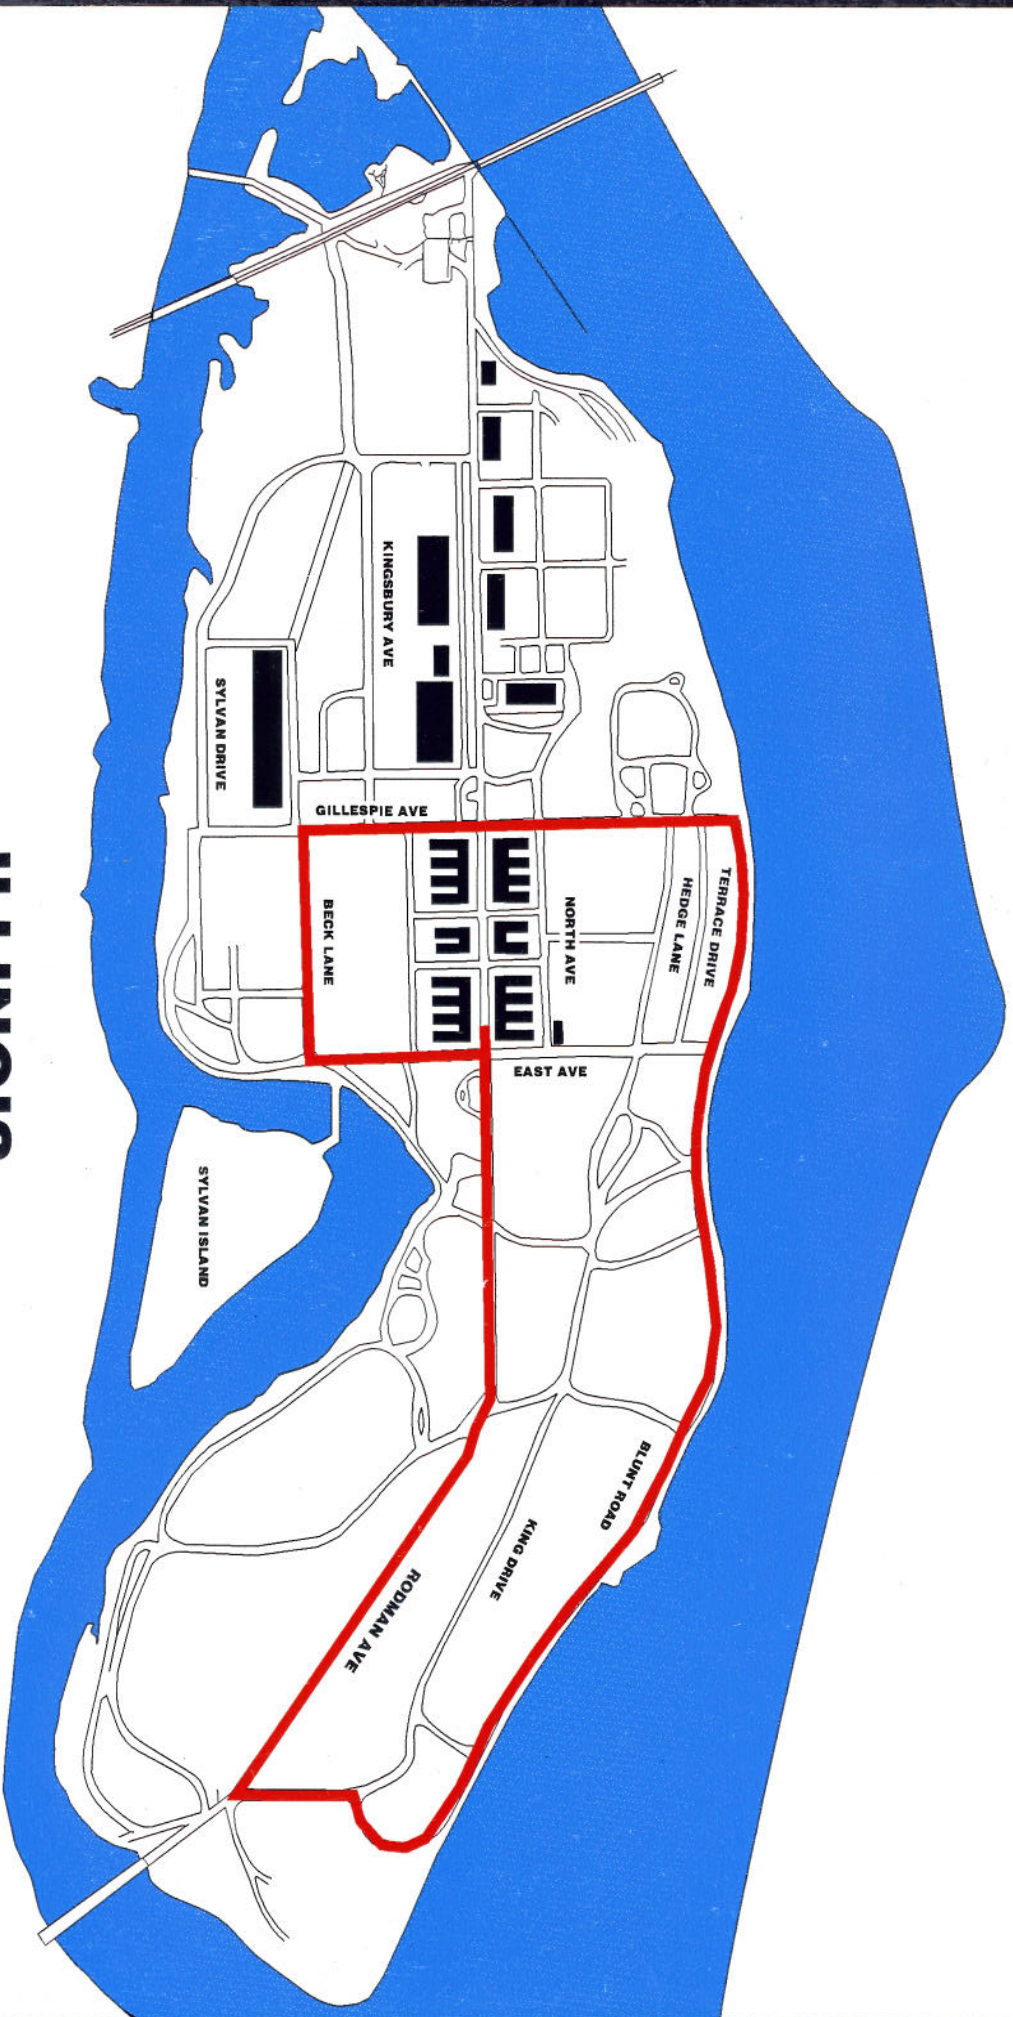 KINGSBURY AVE
SYLVAN DRIVE
GILLESPIE AVE
TERRACE DRIVE
HEDGE LANE
NORTH AVE
BECK LANE
EAST AVE
SYLVAN ISLAND
BLUNT ROAD
KING DRIVE
RODMAN AVE